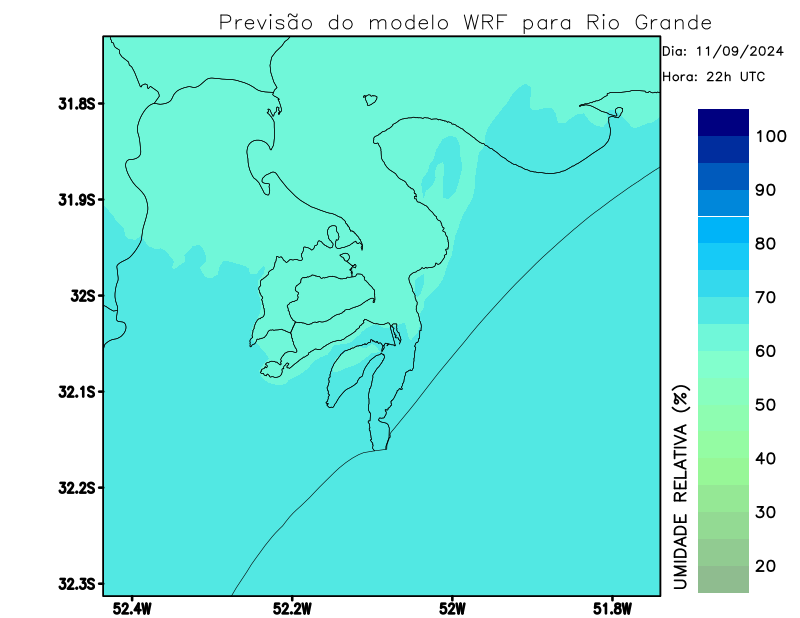 Previsão do modelo WRF para Rio Grande
Dia: 11/09/2024
Hora: 22h UTC
31.8S
31.9S
32S
32.1S
32.2S
32.3S
52.4W
52.2W
52W
51.8W
UMIDADE RELATIVA (%)
100
90
80
70
60
50
40
30
20